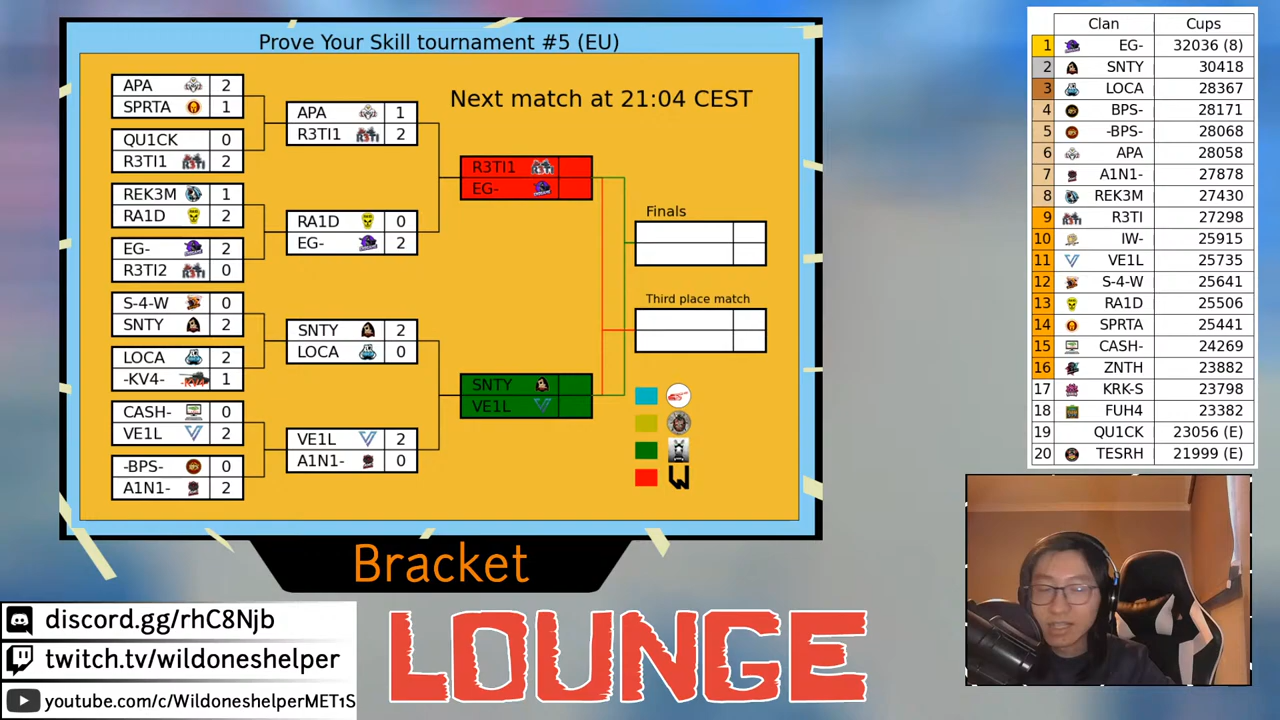 Prove Your Skill tournament #5 (EU)
Next match at 21:04 CEST
APA 2
SPRTA 1
QU1CK 0
R3TI1 2
REK3M 1
RA1D 2
EG- 2
R3TI2 0
S-4-W 0
SNTY 2
LOCA 2
-KV4- 1
CASH- 0
VE1L 2
-BPS- 0
A1N1- 2
APA 1
R3TI1 2
RA1D 0
EG- 2
SNTY 2
LOCA 0
VE1L 2
A1N1- 0
R3TI1
EG-
SNTY
VE1L
Finals
Third place match
Bracket
Clan Cups
1 EG- 32036 (8)
2 SNTY 30418
3 LOCA 28367
4 BPS- 28171
5 -BPS- 28068
6 APA 28058
7 A1N1- 27878
8 REK3M 27430
9 R3TI 27298
10 IW- 25915
11 VE1L 25735
12 S-4-W 25641
13 RA1D 25506
14 SPRTA 25441
15 CASH- 24269
16 ZNTH 23882
17 KRK-S 23798
18 FUH4 23382
19 QU1CK 23056 (E)
20 TESRH 21999 (E)
discord.gg/rhC8Njb
twitch.tv/wildoneshelper
youtube.com/c/WildoneshelperMET1S
LOUNGE